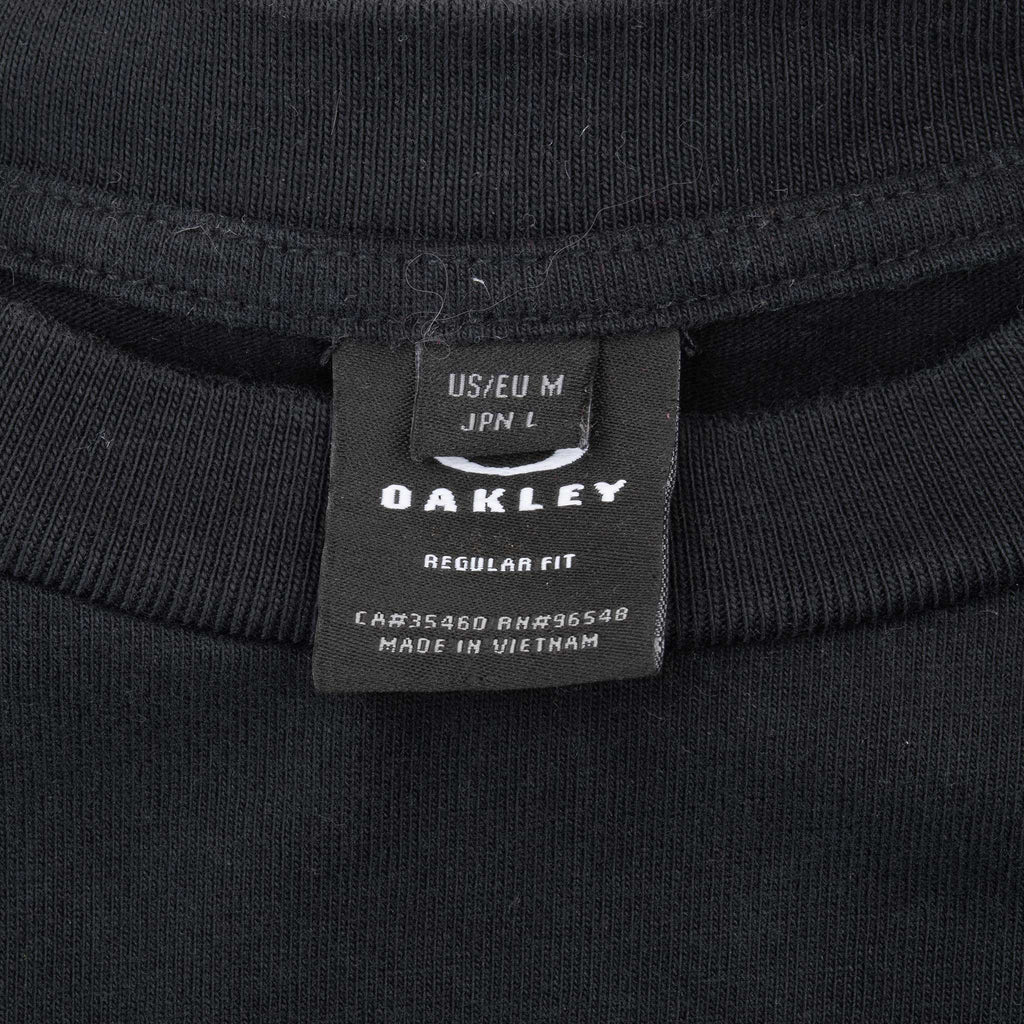 US/EU M
JPN L
OAKLEY
REGULAR FIT
CA#35460 RN#96548
MADE IN VIETNAM